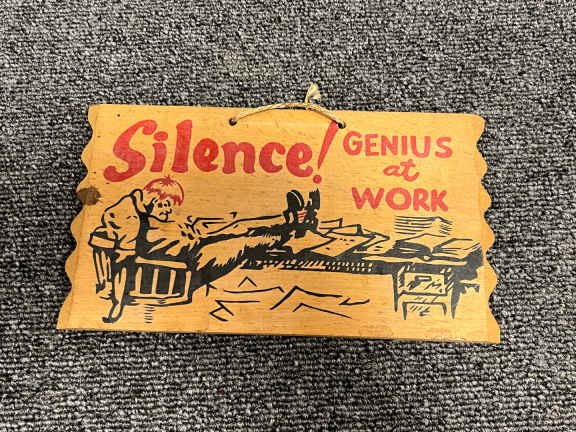 Silence!
GENIUS
at
WORK